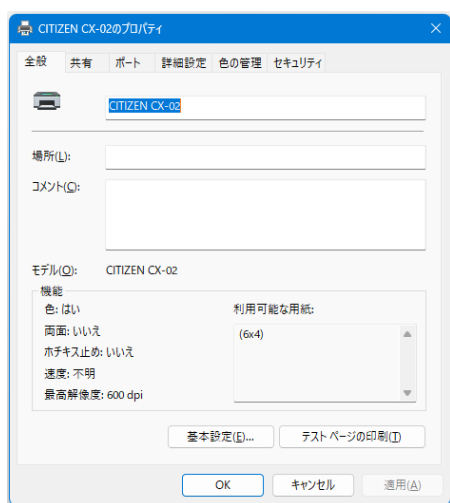 CITIZEN CX-02のプロパティ
全般 共有 ポート 詳細設定 色の管理 セキュリティ
CITIZEN CX-02
場所(L):
コメント(C):
モデル(O): CITIZEN CX-02
機能
色: はい
利用可能な用紙:
両面: いいえ
(6x4)
ホチキス止め: いいえ
速度: 不明
最高解像度: 600 dpi
基本設定(E)... テスト ページの印刷(T)
OK キャンセル 適用(A)